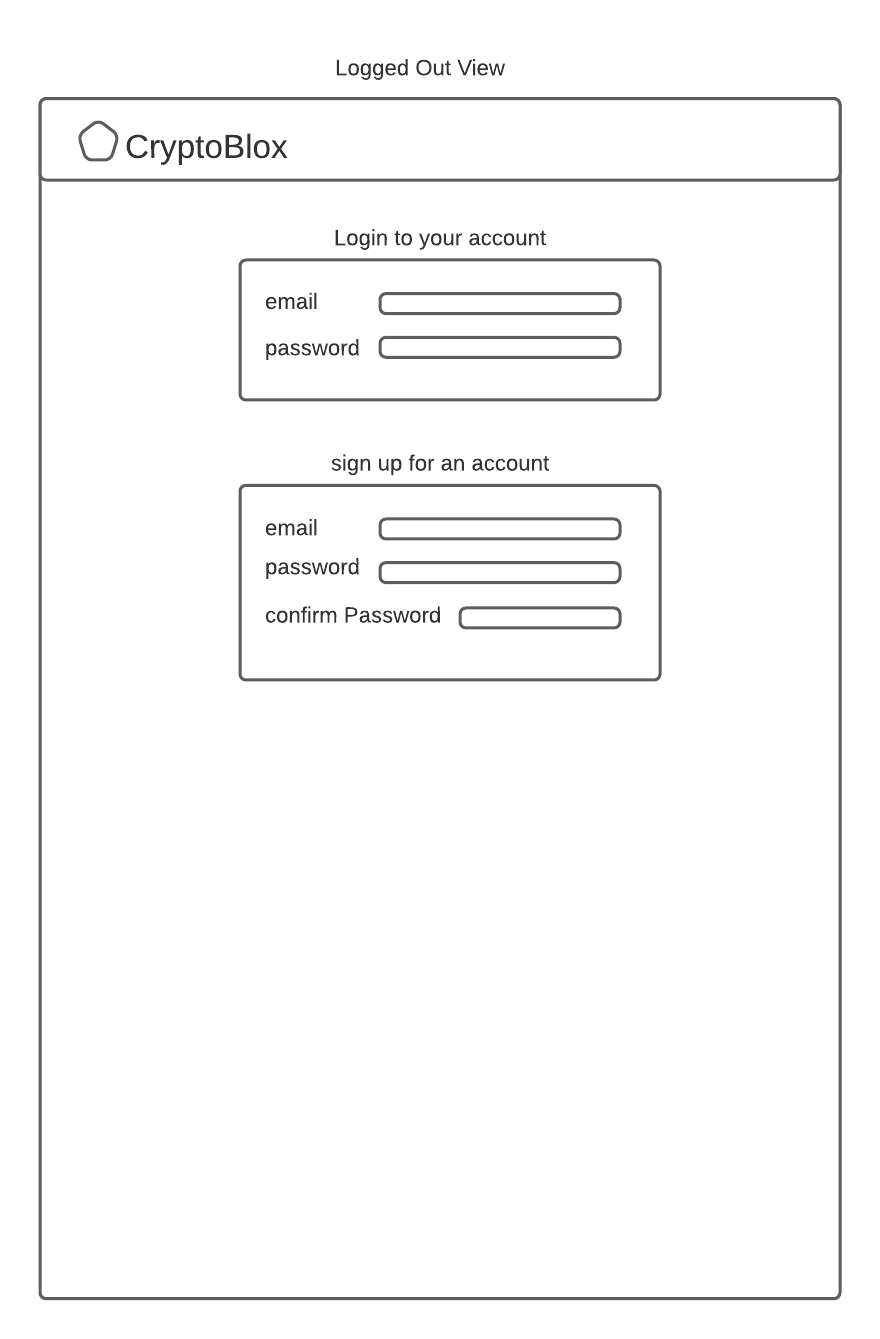 Logged Out View
CryptoBlox
Login to your account
email
password
sign up for an account
email
password
confirm Password